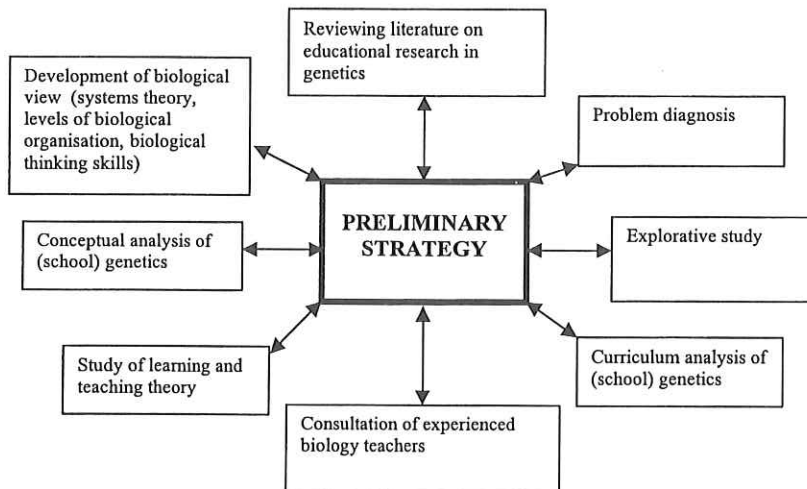 Reviewing literature on
educational research in
genetics
Development of biological
view (systems theory,
levels of biological
organisation, biological
thinking skills)
Problem diagnosis
PRELIMINARY
STRATEGY
Conceptual analysis of
(school) genetics
Explorative study
Study of learning and
teaching theory
Curriculum analysis of
(school) genetics
Consultation of experienced
biology teachers